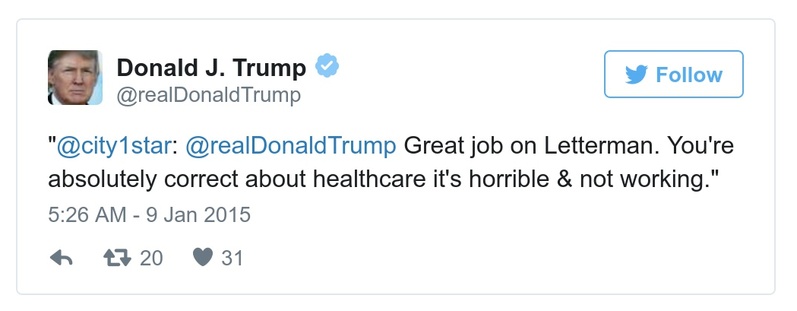 Donald J. Trump
@realDonaldTrump
Follow
"@city1star: @realDonaldTrump Great job on Letterman. You're
absolutely correct about healthcare it's horrible & not working."
5:26 AM - 9 Jan 2015
20 31